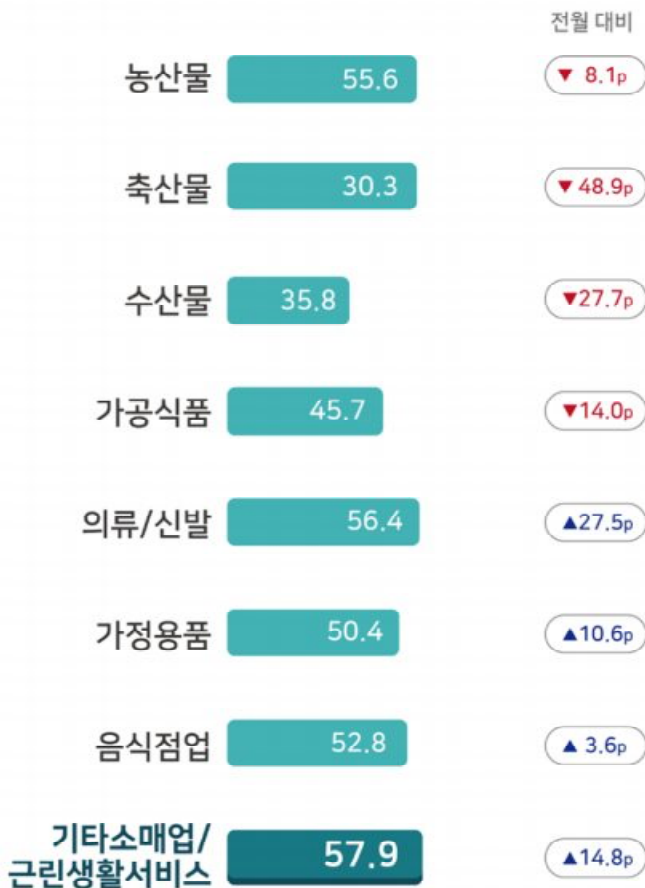 전월 대비
농산물 55.6 ▼ 8.1p
축산물 30.3 ▼ 48.9p
수산물 35.8 ▼27.7p
가공식품 45.7 ▼14.0p
의류/신발 56.4 ▲27.5p
가정용품 50.4 ▲10.6p
음식점업 52.8 ▲ 3.6p
기타소매업/
근린생활서비스 57.9 ▲14.8p